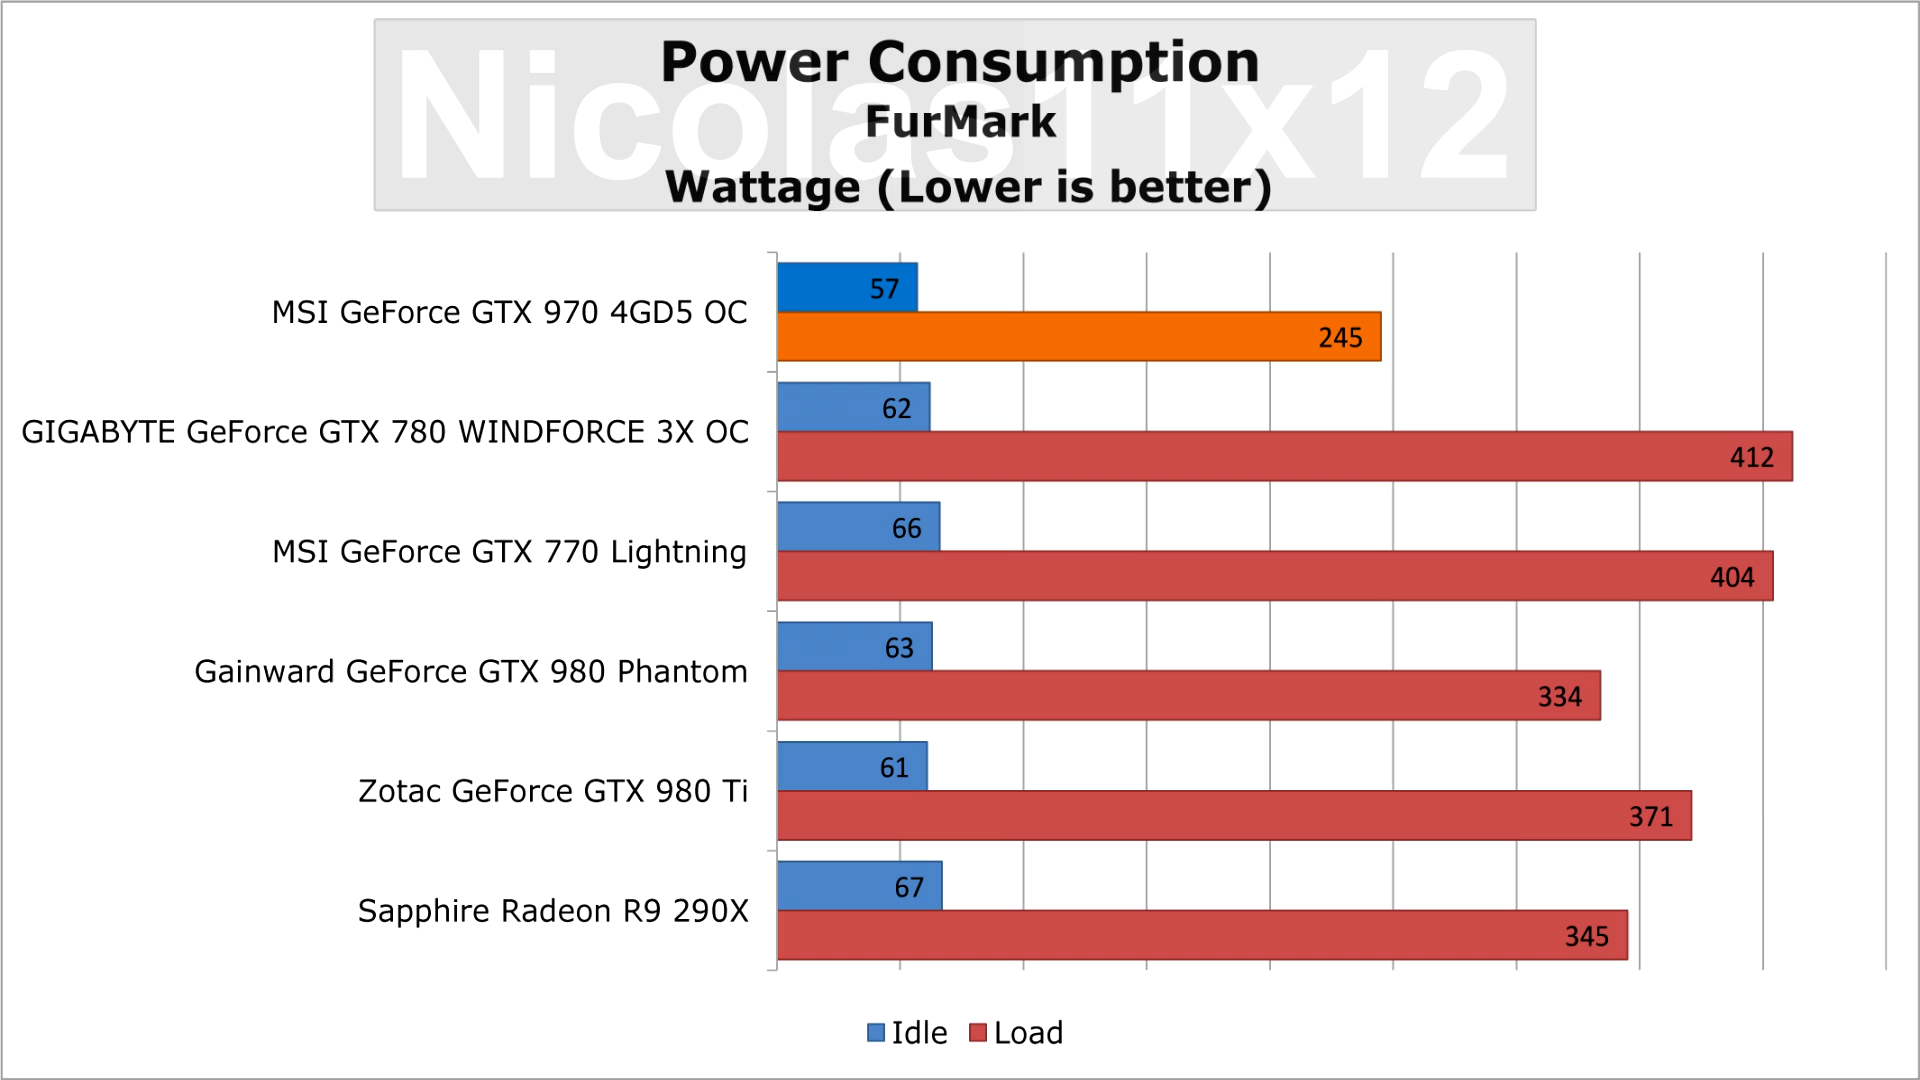 Nicolas11x12
Power Consumption
FurMark
Wattage (Lower is better)
MSI GeForce GTX 970 4GD5 OC
57
245
GIGABYTE GeForce GTX 780 WINDFORCE 3X OC
62
412
MSI GeForce GTX 770 Lightning
66
404
Gainward GeForce GTX 980 Phantom
63
334
Zotac GeForce GTX 980 Ti
61
371
Sapphire Radeon R9 290X
67
345
Idle Load